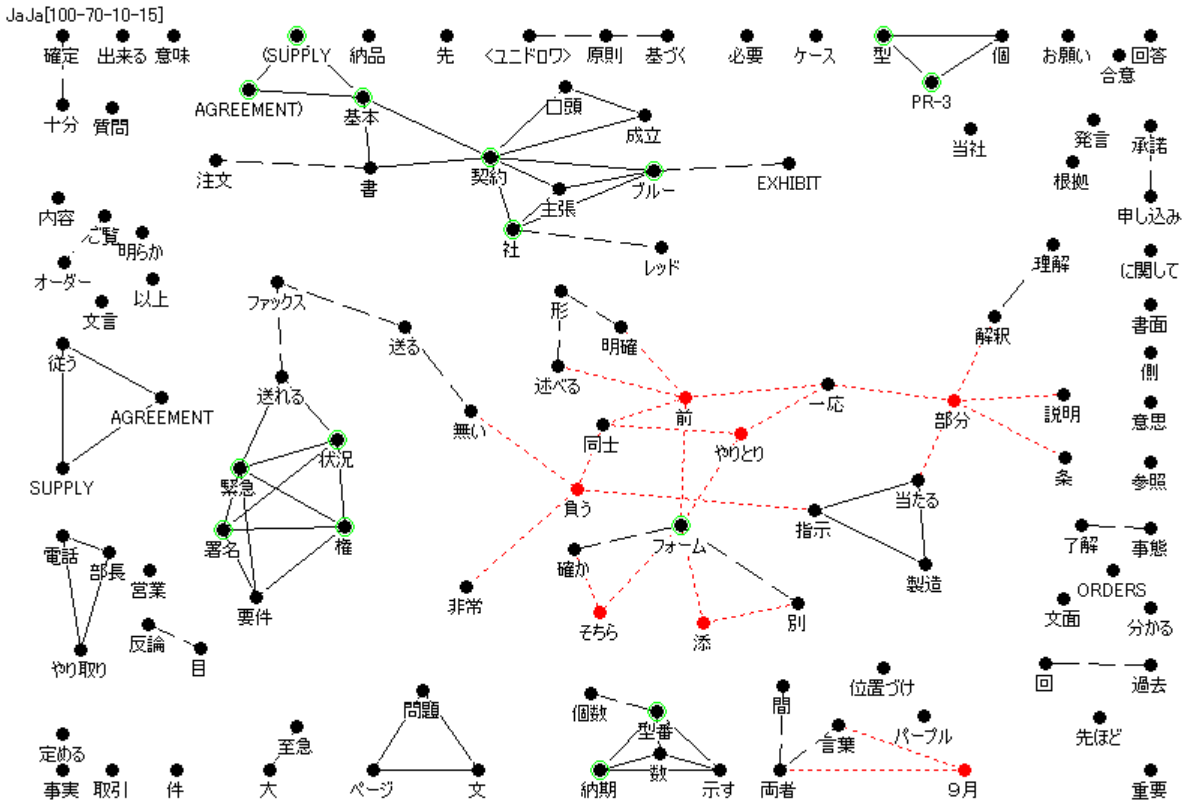 JaJa[100-70-10-15]
確定
出来る
意味
(SUPPLY
納品
先
<ユニドロワ>
原則
基づく
必要
ケース
型
個
お願い
合意
回答
AGREEMENT)
基本
口頭
PR-3
十分
質問
成立
当社
発言
承諾
注文
書
契約
主張
ブルー
EXHIBIT
根拠
内容
ご覧
明らか
社
レッド
申し込み
オーダー
以上
文言
ファックス
形
理解
に関して
送る
明確
解釈
書面
従う
AGREEMENT
送れる
述べる
前
一応
部分
説明
側
無い
同士
やりとり
意思
SUPPLY
状況
緊急
負う
当たる
条
参照
署名
権
フォーム
指示
電話
部長
営業
確か
製造
了解
事態
要件
非常
そちら
添
別
ORDERS
文面
分かる
反論
目
やり取り
回
過去
問題
個数
型番
間
位置づけ
至急
言葉
パープル
先ほど
定める
数
事実
取引
件
大
ページ
文
納期
示す
両者
9月
重要